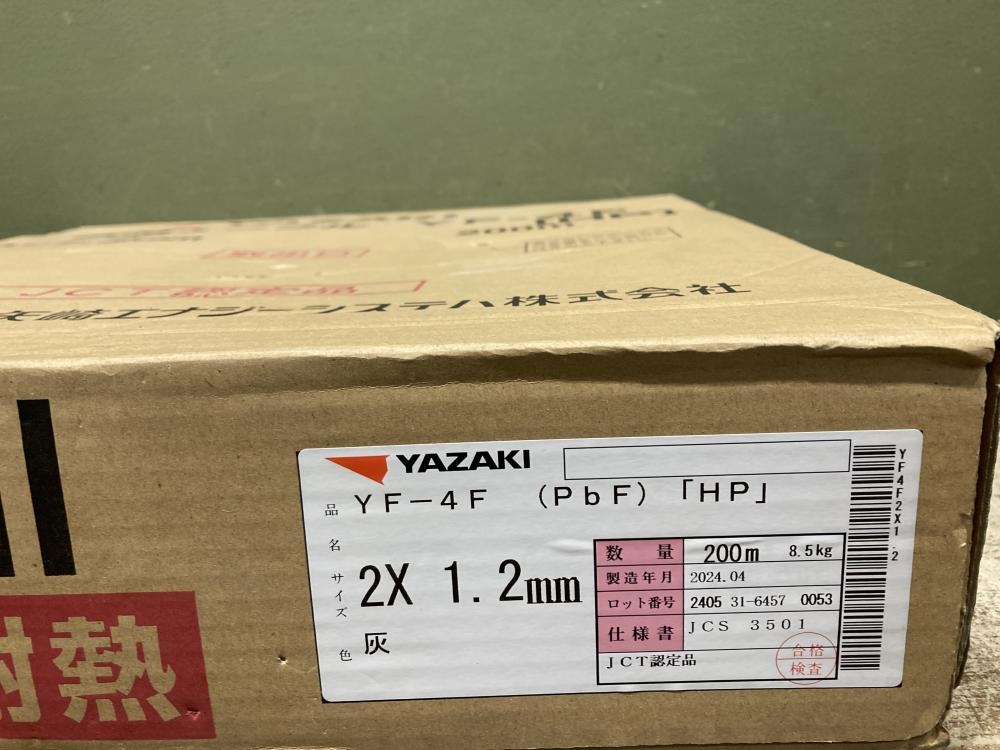 200m
JCT認定品
矢崎エナジーシステム株式会社
YAZAKI
品名
YF-4F (PbF)「HP」
サイズ
2X 1.2mm
色
灰
数量 200m 8.5kg
製造年月 2024.04
ロット番号 2405 31-6457 0053
仕様書 JCS 3501
JCT認定品
合格
検査
YF4F2X1.2
耐熱